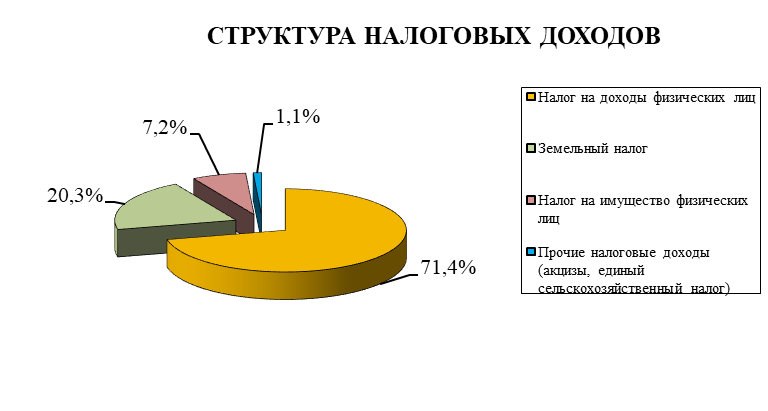 СТРУКТУРА НАЛОГОВЫХ ДОХОДОВ
1,1%
7,2%
20,3%
71,4%
Налог на доходы физических лиц
Земельный налог
Налог на имущество физических
лиц
Прочие налоговые доходы
(акцизы, единый
сельскохозяйственный налог)